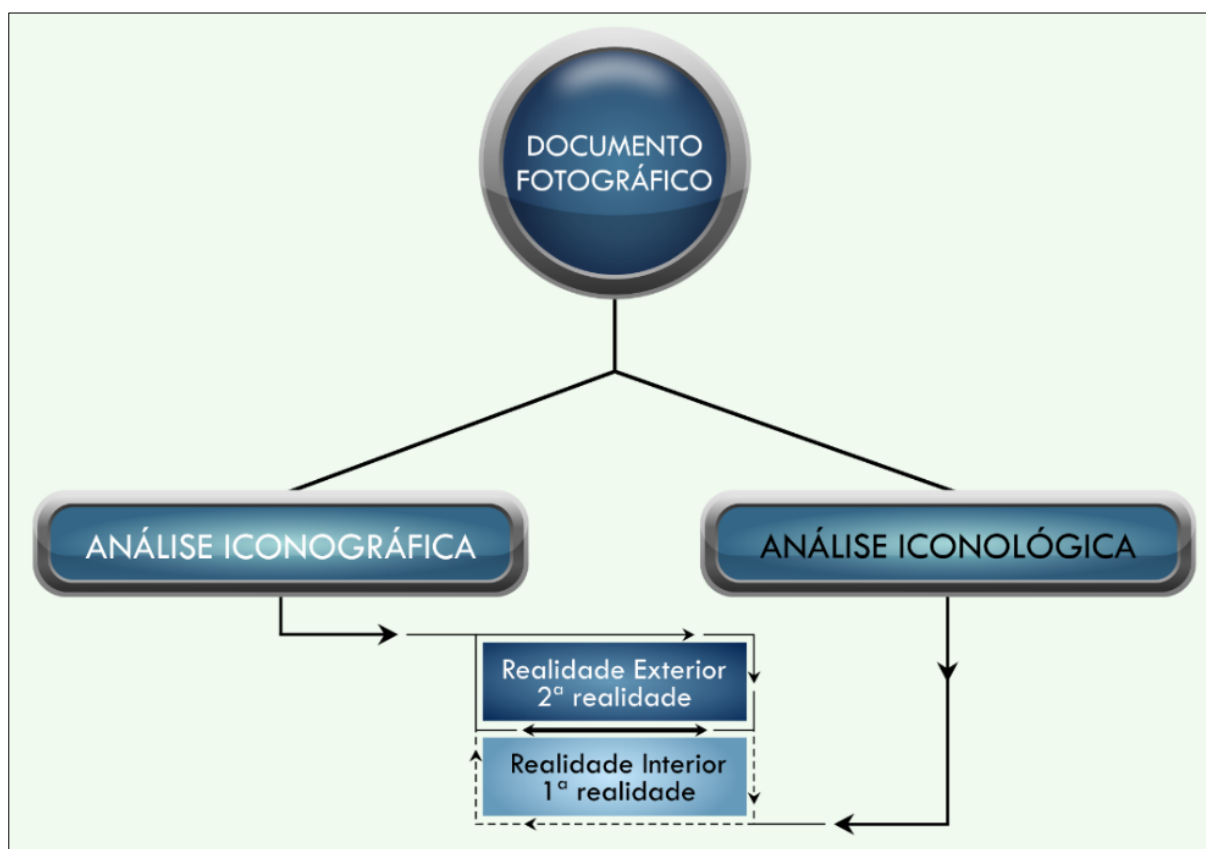 DOCUMENTO
FOTOGRÁFICO
ANÁLISE ICONOGRÁFICA
ANÁLISE ICONOLÓGICA
Realidade Exterior
2ª realidade
Realidade Interior
1ª realidade